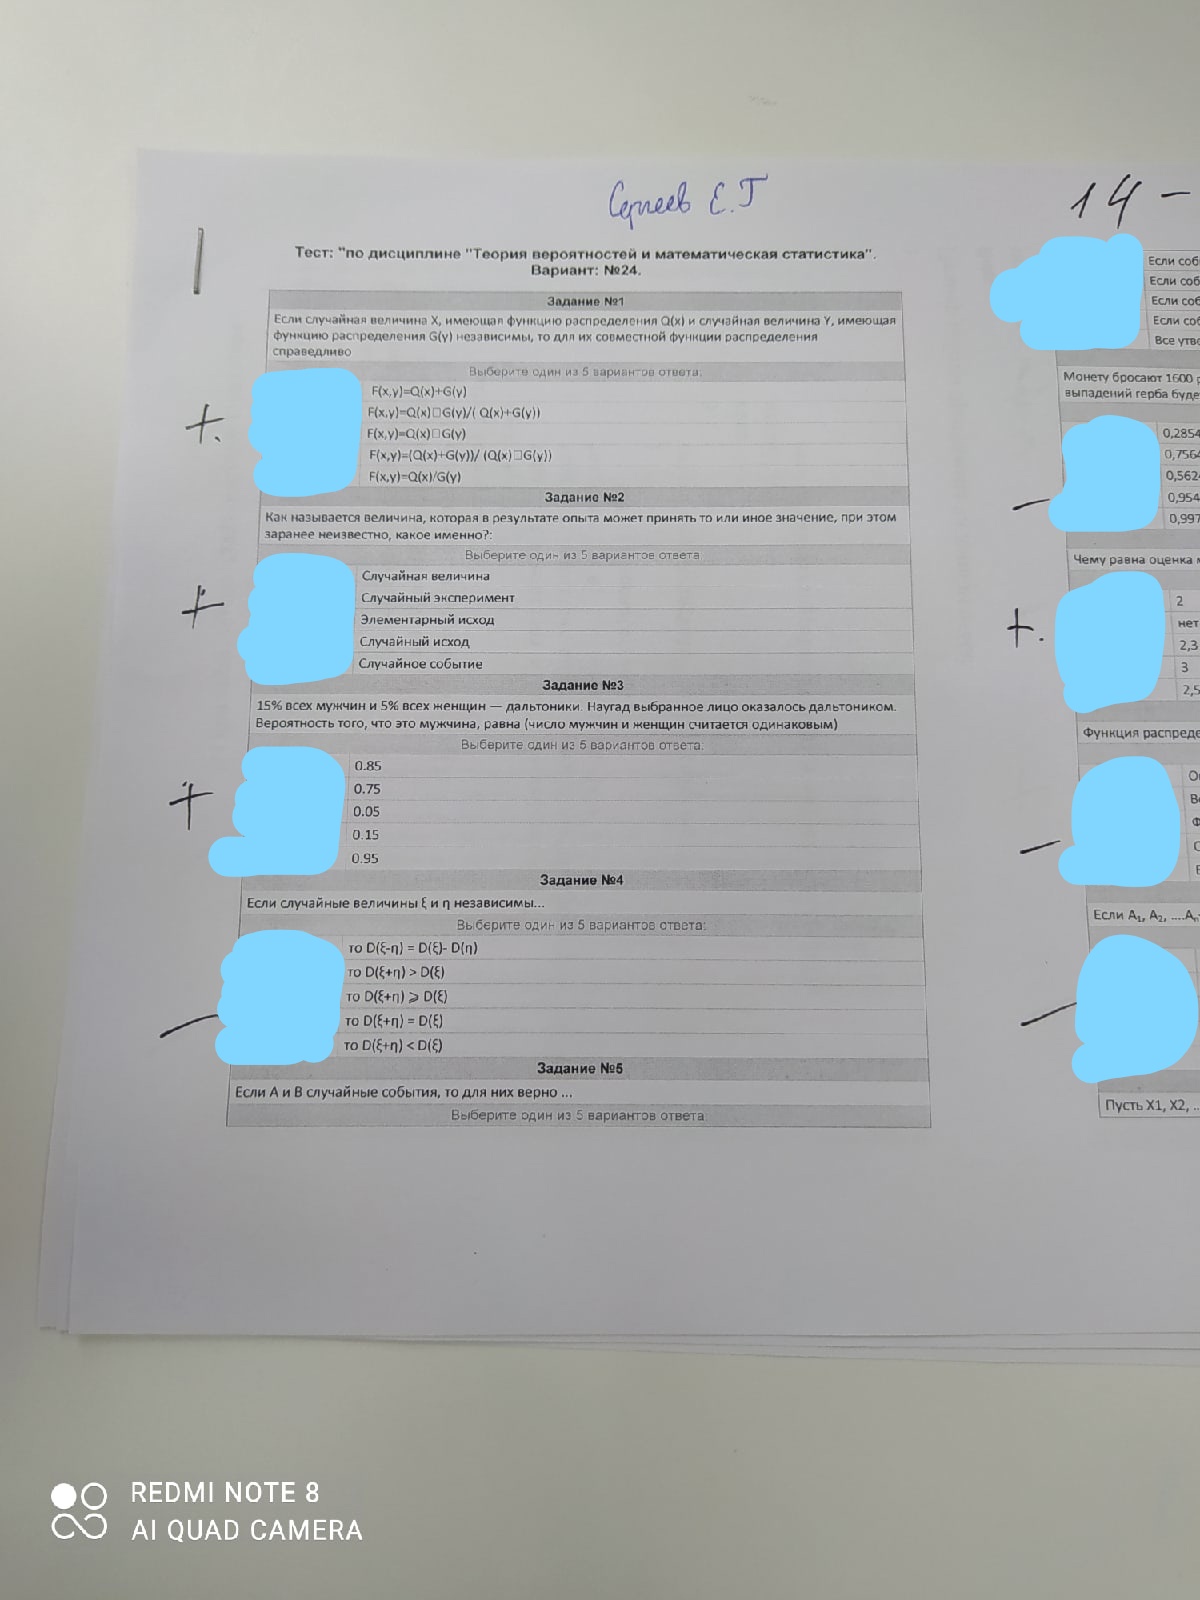 Сергеев Е.Г
14 -
Тест: "по дисциплине "Теория вероятностей и математическая статистика".
Вариант: №24.
Задание №1
Если случайная величина X, имеющая функцию распределения Q(x) и случайная величина Y, имеющая
функцию распределения G(y) независимы, то для их совместной функции распределения
справедливо
Выберите один из 5 вариантов ответа:
F(x,y)=Q(x)+G(y)
F(x,y)=Q(x)□G(y)/( Q(x)+G(y))
+.
F(x,y)=Q(x)□G(y)
F(x,y)=(Q(x)+G(y))/ (Q(x)□G(y))
F(x,y)=Q(x)/G(y)
Задание №2
Как называется величина, которая в результате опыта может принять то или иное значение, при этом
заранее неизвестно, какое именно?:
Выберите один из 5 вариантов ответа
Случайная величина
+
Случайный эксперимент
Элементарный исход
Случайный исход
Случайное событие
Задание №3
15% всех мужчин и 5% всех женщин — дальтоники. Наугад выбранное лицо оказалось дальтоником.
Вероятность того, что это мужчина, равна (число мужчин и женщин считается одинаковым)
Выберите один из 5 вариантов ответа:
0.85
0.75
+
0.05
0.15
0.95
Задание №4
Если случайные величины ξ и η независимы...
Выберите один из 5 вариантов ответа:
то D(ξ-η) = D(ξ)- D(η)
то D(ξ+η) > D(ξ)
то D(ξ+η) ⩾ D(ξ)
—
то D(ξ+η) = D(ξ)
то D(ξ+η) < D(ξ)
Задание №5
Если А и В случайные события, то для них верно ...
Выберите один из 5 вариантов ответа:
Если соб
Если соб
Если соб
Если соб
Все утв
Монету бросают 1600
выпадений герба буде
0,2854
0,756
0,562
—
0,954
0,997
Чему равна оценка
2
+.
нет
2,3
3
2,5
Функция распреде
—
Если A₁, A₂, ....Aₙ
—
Пусть X1, X2, ..
REDMI NOTE 8
AI QUAD CAMERA